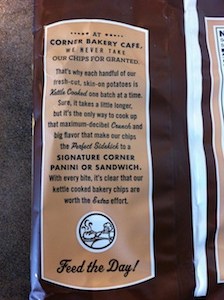 AT
CORNER BAKERY CAFE,
WE NEVER TAKE
OUR CHIPS FOR GRANTED.
That's why each handful of our
fresh-cut, skin-on potatoes is
Kettle Cooked one batch at a time.
Sure, it takes a little longer,
but it's the only way to cook up
that maximum-decibel Crunch and
big flavor that make our chips
the Perfect Sidekick to a
SIGNATURE CORNER
PANINI OR SANDWICH.
With every bite, it's clear that our
kettle cooked bakery chips are
worth the Extra effort.
Feed the Day!